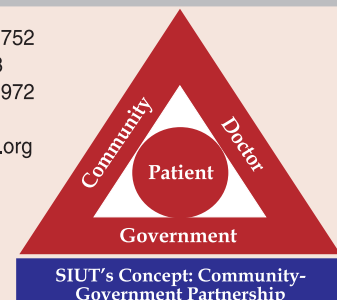 752
3
972
.org
Community
Doctor
Patient
Government
SIUT's Concept: Community-
Government Partnership